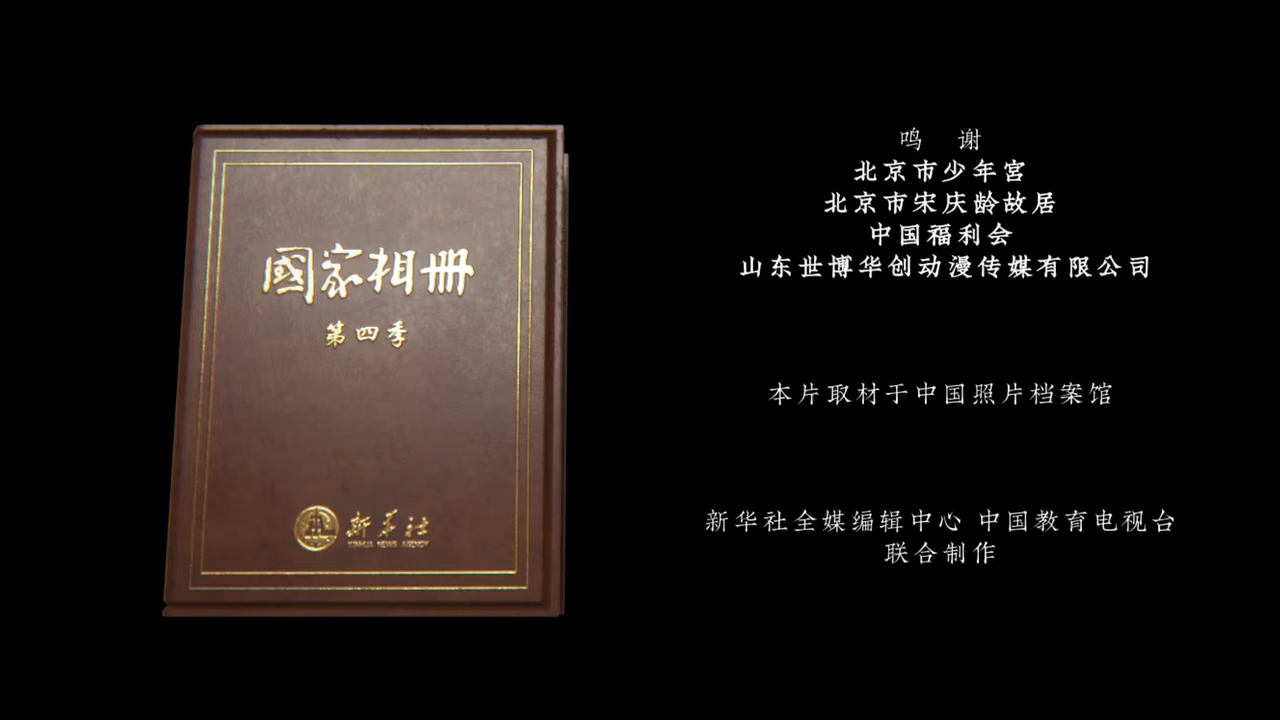 國家相册
第四季
新华社
XINHUA NEWS AGENCY
鸣 谢
北京市少年宫
北京市宋庆龄故居
中国福利会
山东世博华创动漫传媒有限公司
本片取材于中国照片档案馆
新华社全媒编辑中心 中国教育电视台
联合制作